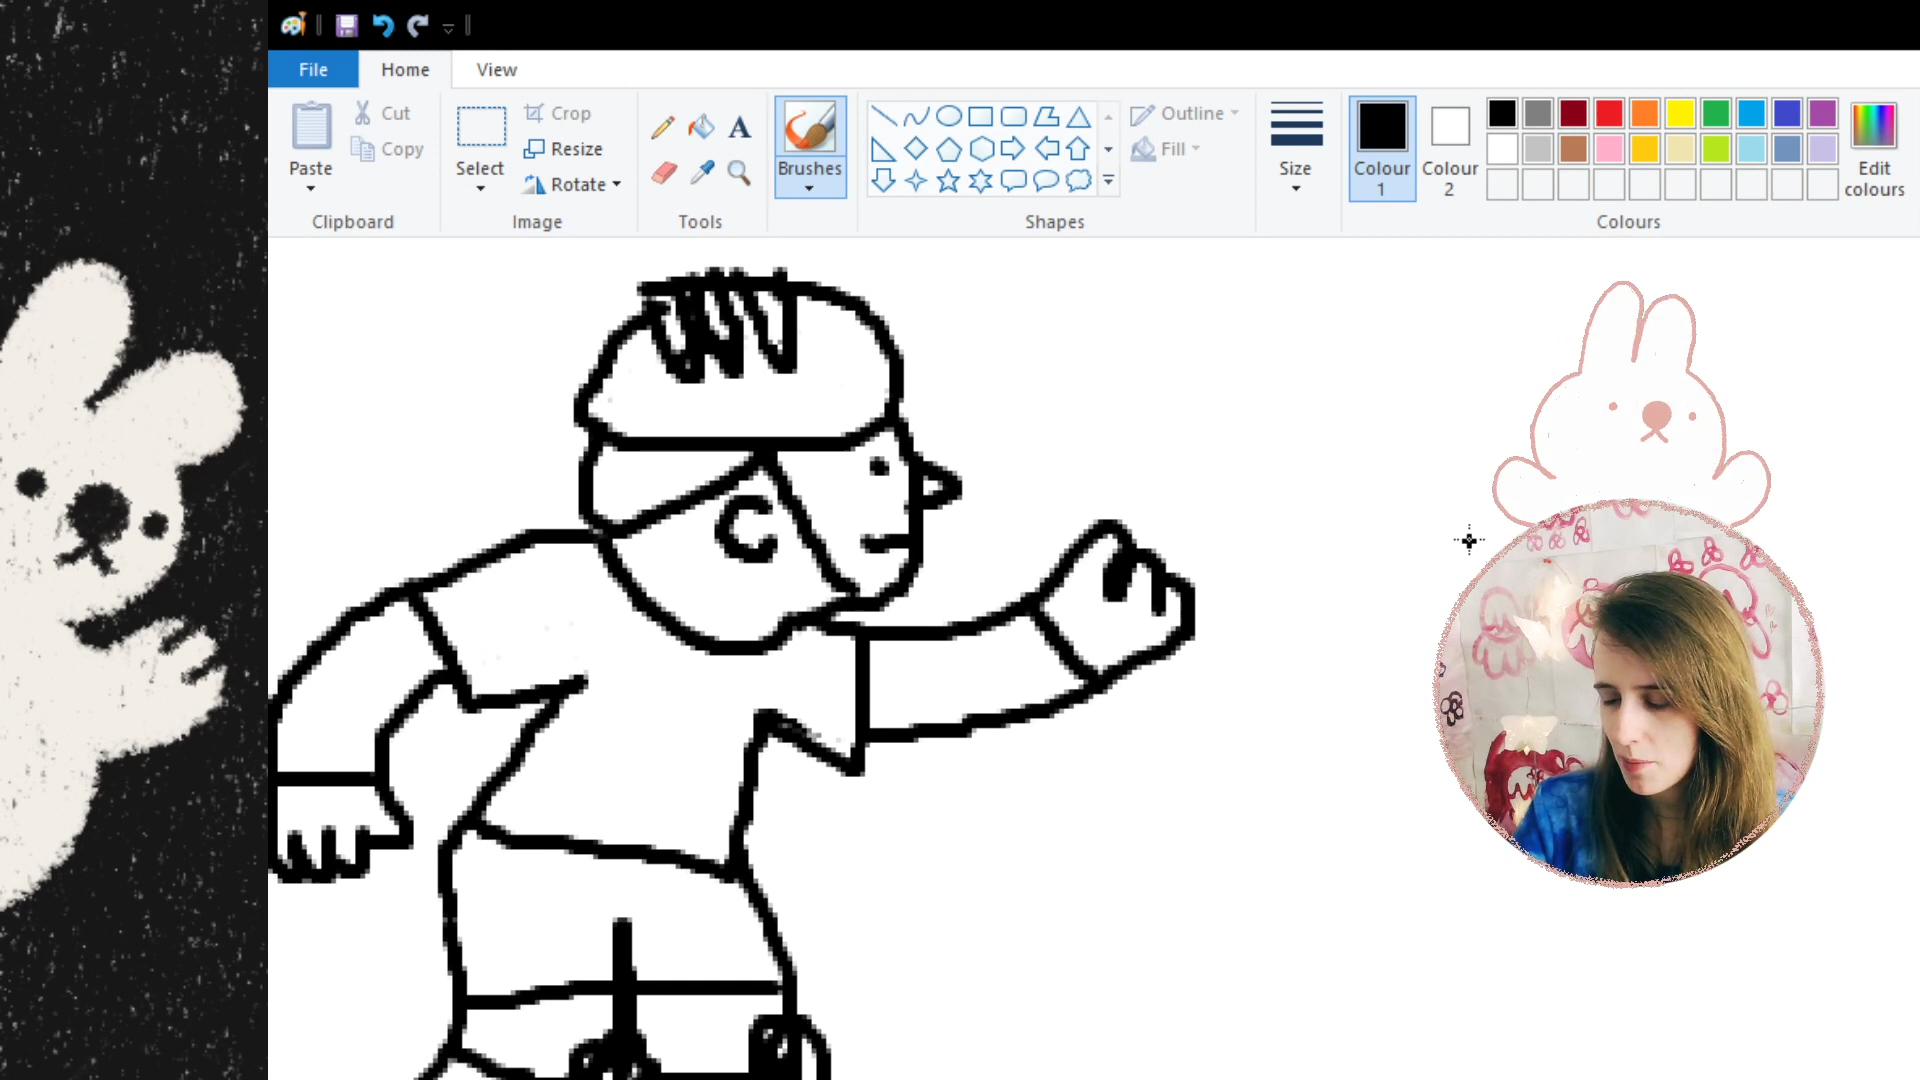 File Home View
Cut
Crop
Outline
Copy
Resize
Fill
Paste
Select
Rotate
Brushes
Size
Colour
1
Colour
2
Edit
colours
Clipboard
Image
Tools
Shapes
Colours